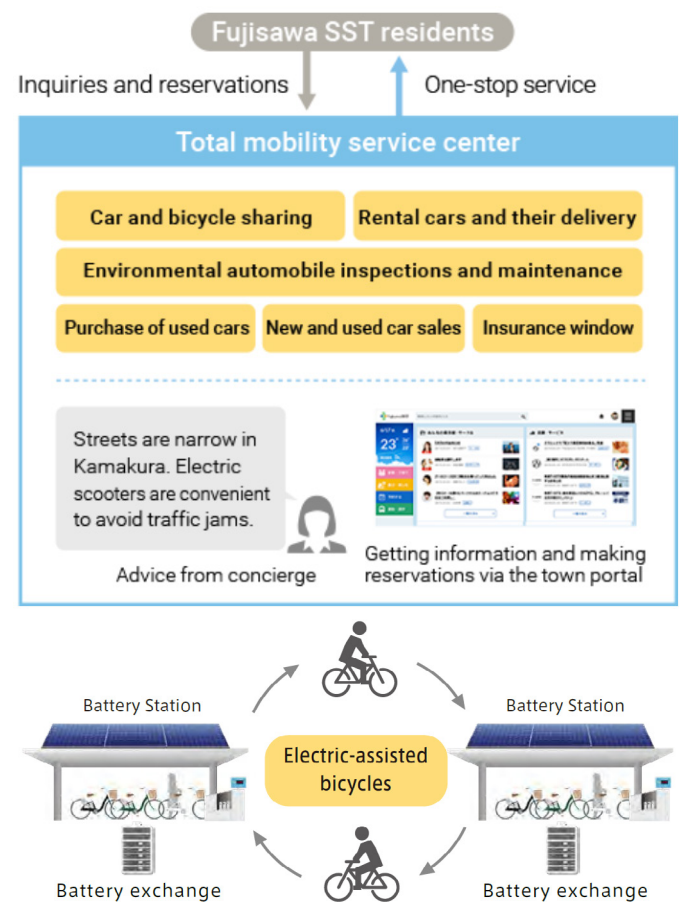 Fujisawa SST residents
Inquiries and reservations
One-stop service
Total mobility service center
Car and bicycle sharing
Rental cars and their delivery
Environmental automobile inspections and maintenance
Purchase of used cars
New and used car sales
Insurance window
Streets are narrow in
Kamakura. Electric
scooters are convenient
to avoid traffic jams.
Advice from concierge
23
Getting information and making
reservations via the town portal
Battery Station
Battery Station
Electric-assisted
bicycles
Battery exchange
Battery exchange